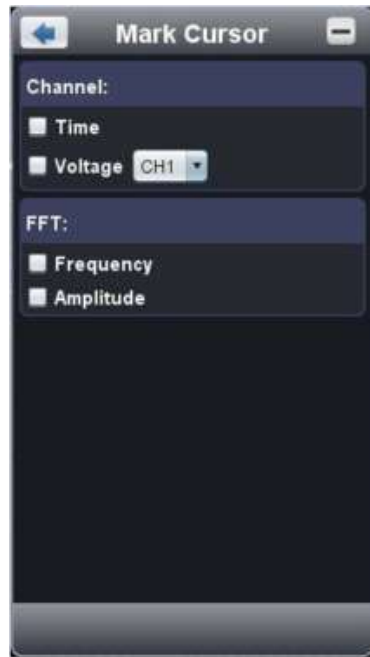 Mark Cursor
Channel:
Time
Voltage CH1
FFT:
Frequency
Amplitude